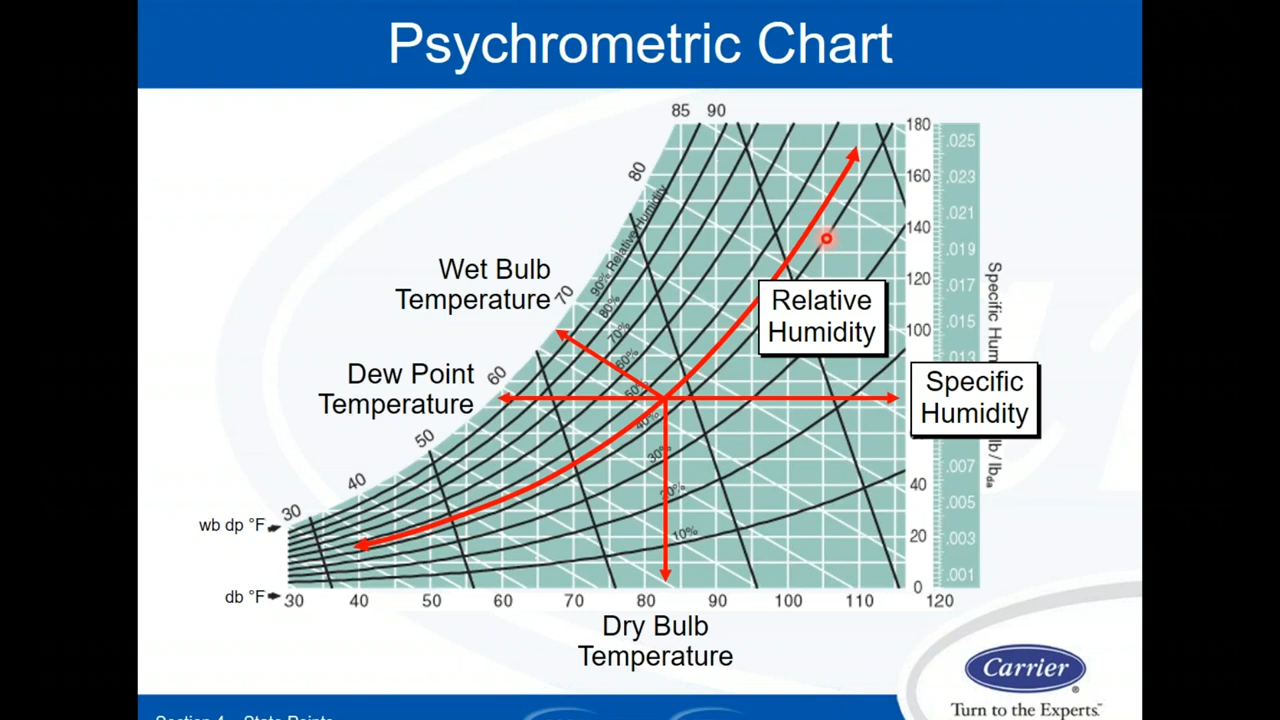 Psychrometric Chart
85 90
180
.025
160
.023
80
.021
90% Relative Humidity
140
.019
Wet Bulb
Temperature
70
120
.017
80%
Relative
Humidity
.015
100
70%
.013
60%
Dew Point
Temperature
60
50%
Specific
Humidity
Specific Hum
lb/lbda
40%
50
30%
.007
40
40
20%
.005
30
wb dp °F
10%
20
.003
.001
0
db °F
30 40 50 60 70 80 90 100 110 120
Dry Bulb
Temperature
Carrier
Turn to the Experts.